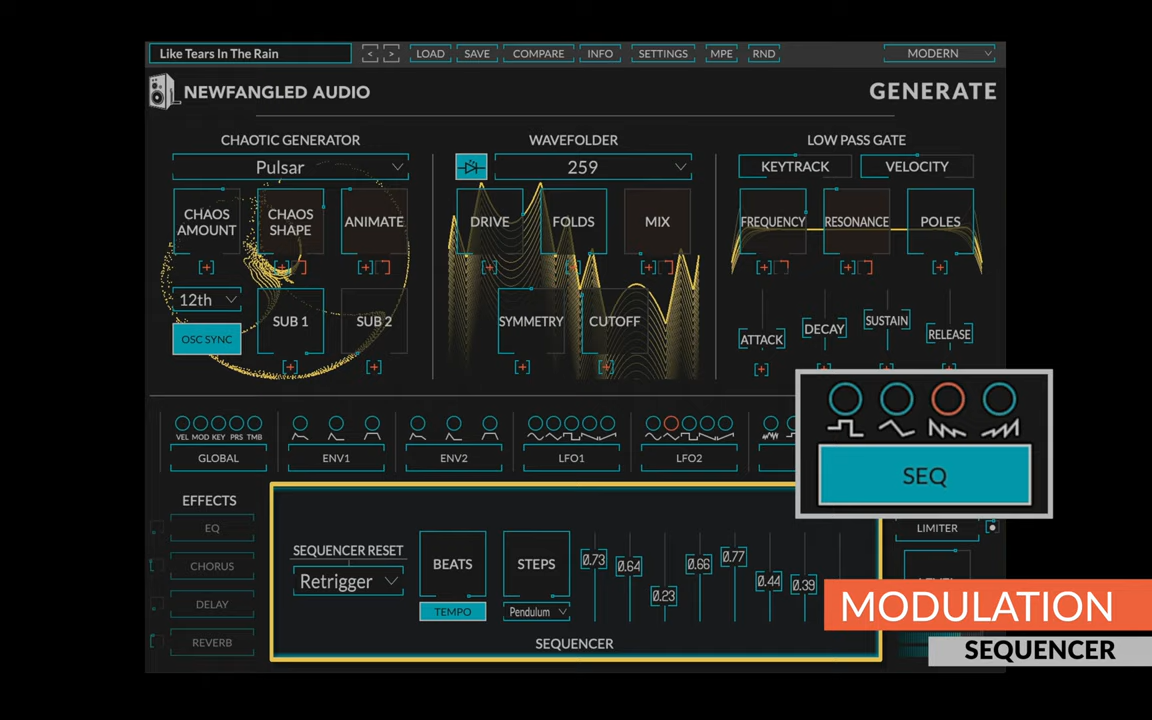 Like Tears In The Rain
< >
LOAD
SAVE
COMPARE
INFO
SETTINGS
MPE
RND
MODERN
NEWFANGLED AUDIO
GENERATE
CHAOTIC GENERATOR
Pulsar
CHAOS AMOUNT
CHAOS SHAPE
ANIMATE
12th
OSC SYNC
SUB 1
SUB 2
WAVEFOLDER
259
DRIVE
FOLDS
MIX
SYMMETRY
CUTOFF
LOW PASS GATE
KEYTRACK
VELOCITY
FREQUENCY
RESONANCE
POLES
ATTACK
DECAY
SUSTAIN
RELEASE
VEL MOD KEY PRS TMB
GLOBAL
ENV1
ENV2
LFO1
LFO2
SEQ
EFFECTS
EQ
CHORUS
DELAY
REVERB
SEQUENCER RESET
Retrigger
BEATS
TEMPO
STEPS
Pendulum
0.73
0.64
0.23
0.66
0.77
0.44
0.39
SEQUENCER
LIMITER
MODULATION
SEQUENCER